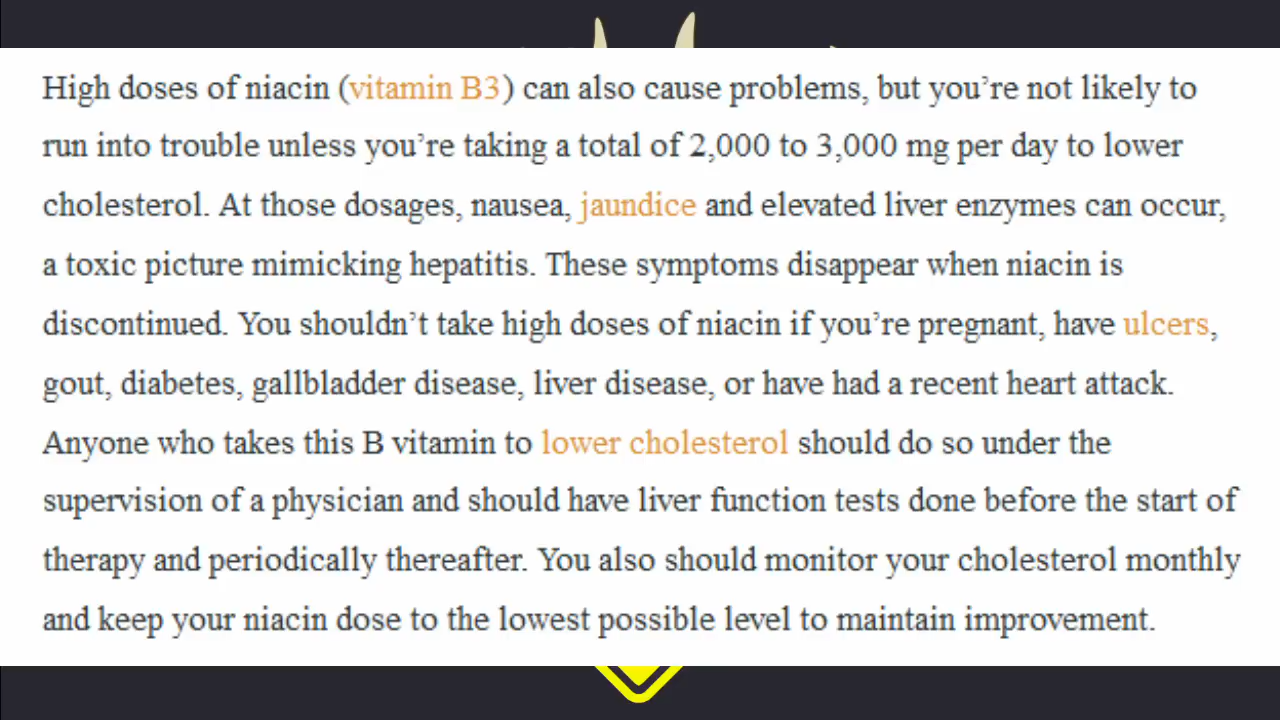 High doses of niacin (vitamin B3) can also cause problems, but you’re not likely to
run into trouble unless you’re taking a total of 2,000 to 3,000 mg per day to lower
cholesterol. At those dosages, nausea, jaundice and elevated liver enzymes can occur,
a toxic picture mimicking hepatitis. These symptoms disappear when niacin is
discontinued. You shouldn’t take high doses of niacin if you’re pregnant, have ulcers,
gout, diabetes, gallbladder disease, liver disease, or have had a recent heart attack.
Anyone who takes this B vitamin to lower cholesterol should do so under the
supervision of a physician and should have liver function tests done before the start of
therapy and periodically thereafter. You also should monitor your cholesterol monthly
and keep your niacin dose to the lowest possible level to maintain improvement.